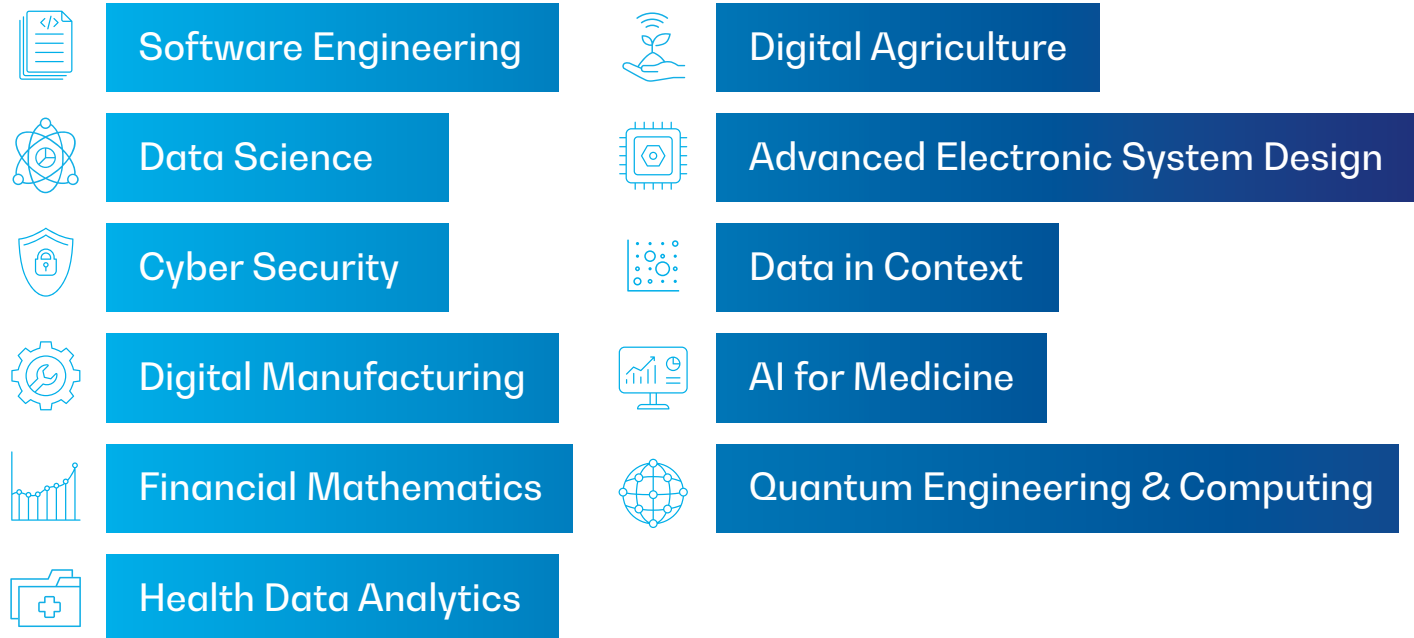 Software Engineering
Data Science
Cyber Security
Digital Manufacturing
Financial Mathematics
Health Data Analytics
Digital Agriculture
Advanced Electronic System Design
Data in Context
AI for Medicine
Quantum Engineering & Computing